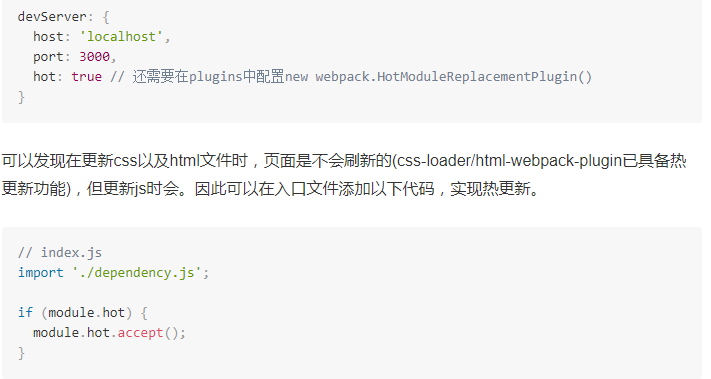 devServer: {
  host: 'localhost',
  port: 3000,
  hot: true // 还需要在plugins中配置new webpack.HotModuleReplacementPlugin()
}
可以发现在更新css以及html文件时，页面是不会刷新的(css-loader/html-webpack-plugin已具备热
更新功能)，但更新js时会。因此可以在入口文件添加以下代码，实现热更新。
// index.js
import './dependency.js';
if (module.hot) {
  module.hot.accept();
}